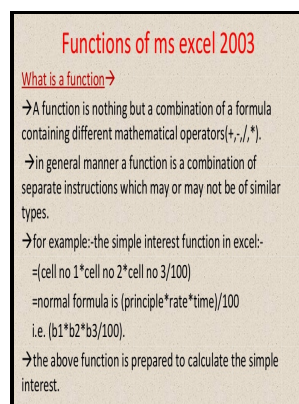 Functions of ms excel 2003
What is a function→
→A function is nothing but a combination of a formula
containing different mathematical operators(+,-,/,*).
→in general manner a function is a combination of
separate instructions which may or may not be of similar
types.
→for example:-the simple interest function in excel:-
=(cell no 1*cell no 2*cell no 3/100)
=normal formula is (principle*rate*time)/100
i.e. (b1*b2*b3/100).
→the above function is prepared to calculate the simple
interest.